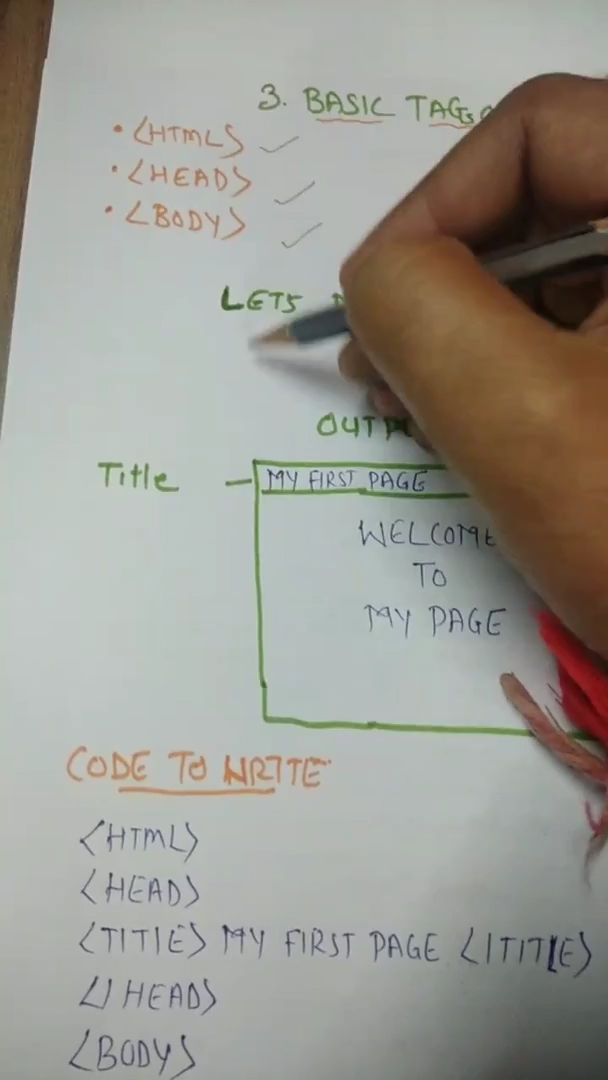 3. BASIC TAGS
• <HTML>
• <HEAD>
• <BODY>
LETS
Title
MY FIRST PAGE
WELCOME
TO
MY PAGE
CODE TO WRITE
<HTML>
<HEAD>
<TITIE> MY FIRST PAGE </TITLE>
</HEAD>
<BODY>